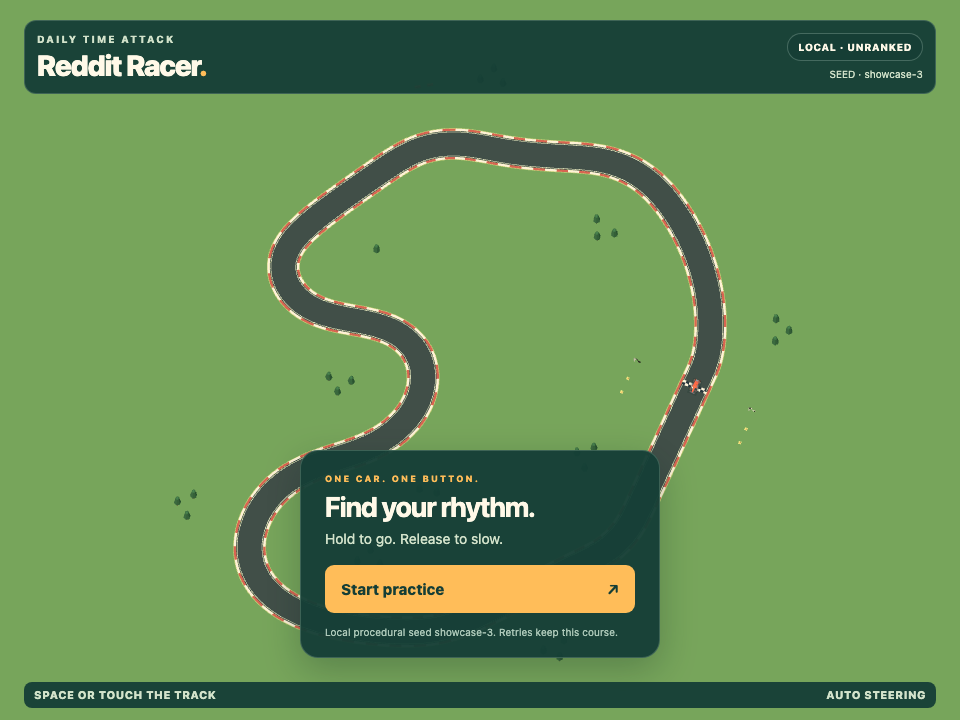 DAILY TIME ATTACK
Reddit Racer.
LOCAL · UNRANKED
SEED · showcase-3
ONE CAR. ONE BUTTON.
Find your rhythm.
Hold to go. Release to slow.
Start practice ↗
Local procedural seed showcase-3. Retries keep this course.
SPACE OR TOUCH THE TRACK
AUTO STEERING